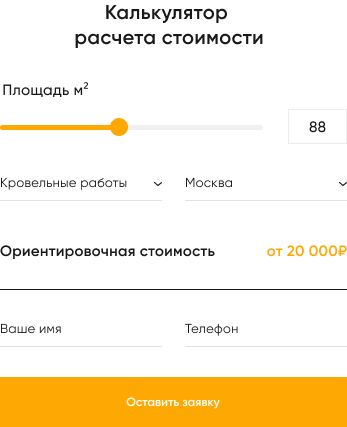 Калькулятор
расчета стоимости
Площадь м²
88
Кровельные работы
Москва
Ориентировочная стоимость
от 20 000₽
Ваше имя
Телефон
Оставить заявку